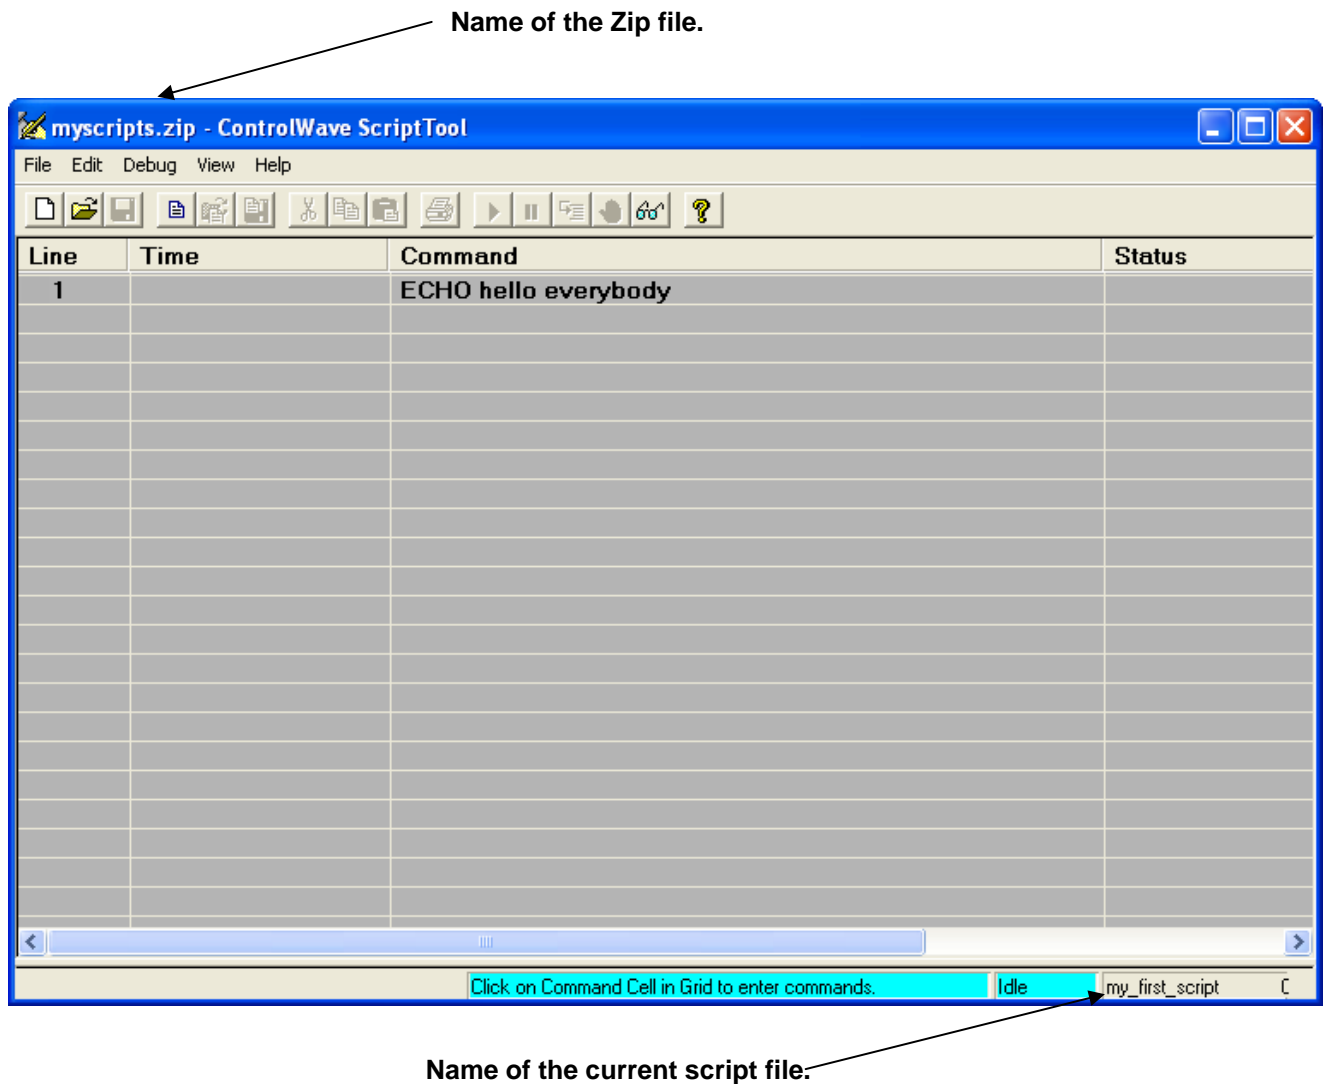 Name of the Zip file.
myscripts.zip - ControlWave ScriptTool
File Edit Debug View Help
Line Time Command Status
1 ECHO hello everybody
Click on Command Cell in Grid to enter commands. Idle my_first_script
Name of the current script file.